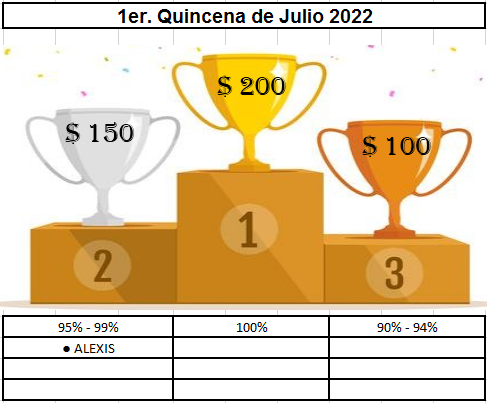 1er. Quincena de Julio 2022
$ 200
$ 150
$ 100
1
2
3
95% - 99% 100% 90% - 94%
● ALEXIS